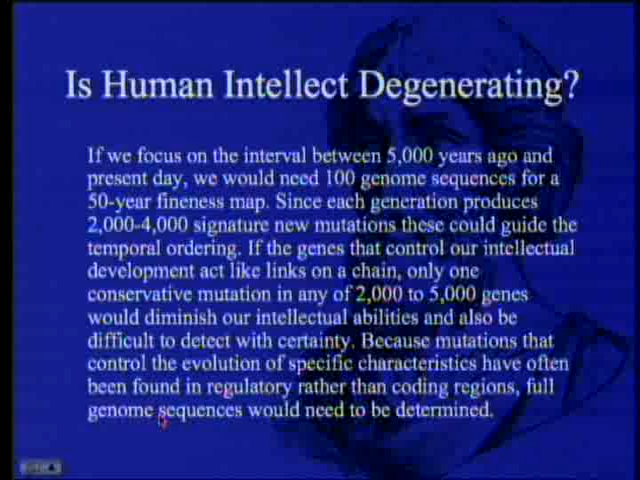 Is Human Intellect Degenerating?
If we focus on the interval between 5,000 years ago and
present day, we would need 100 genome sequences for a
50-year fineness map. Since each generation produces
2,000-4,000 signature new mutations these could guide the
temporal ordering. If the genes that control our intellectual
development act like links on a chain, only one
conservative mutation in any of 2,000 to 5,000 genes
would diminish our intellectual abilities and also be
difficult to detect with certainty. Because mutations that
control the evolution of specific characteristics have often
been found in regulatory rather than coding regions, full
genome sequences would need to be determined.